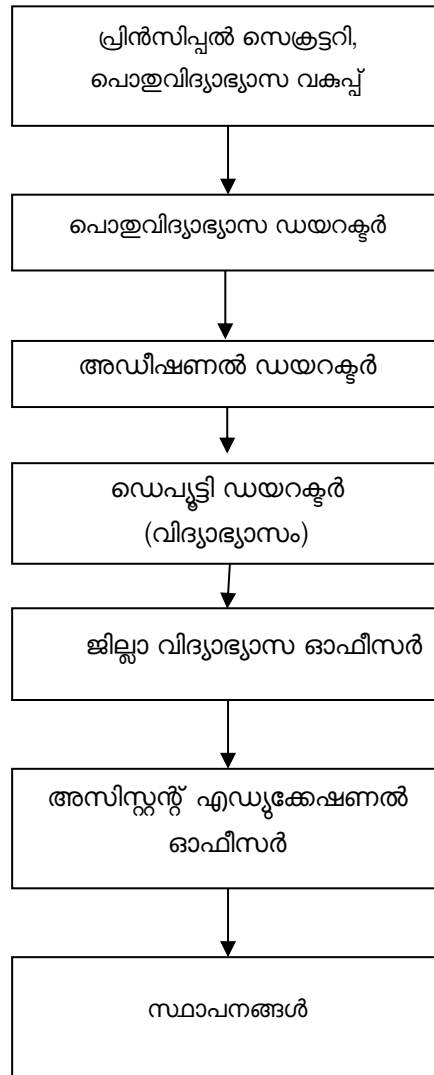 പ്രിൻസിപ്പൽ സെക്രട്ടറി,
പൊതുവിദ്യാഭ്യാസ വകുപ്പ്
പൊതുവിദ്യാഭ്യാസ ഡയറക്ടർ
അഡീഷണൽ ഡയറക്ടർ
ഡെപ്യൂട്ടി ഡയറക്ടർ
(വിദ്യാഭ്യാസം)
ജില്ലാ വിദ്യാഭ്യാസ ഓഫീസർ
അസിസ്റ്റന്റ് എഡ്യുക്കേഷണൽ
ഓഫീസർ
സ്ഥാപനങ്ങൾ